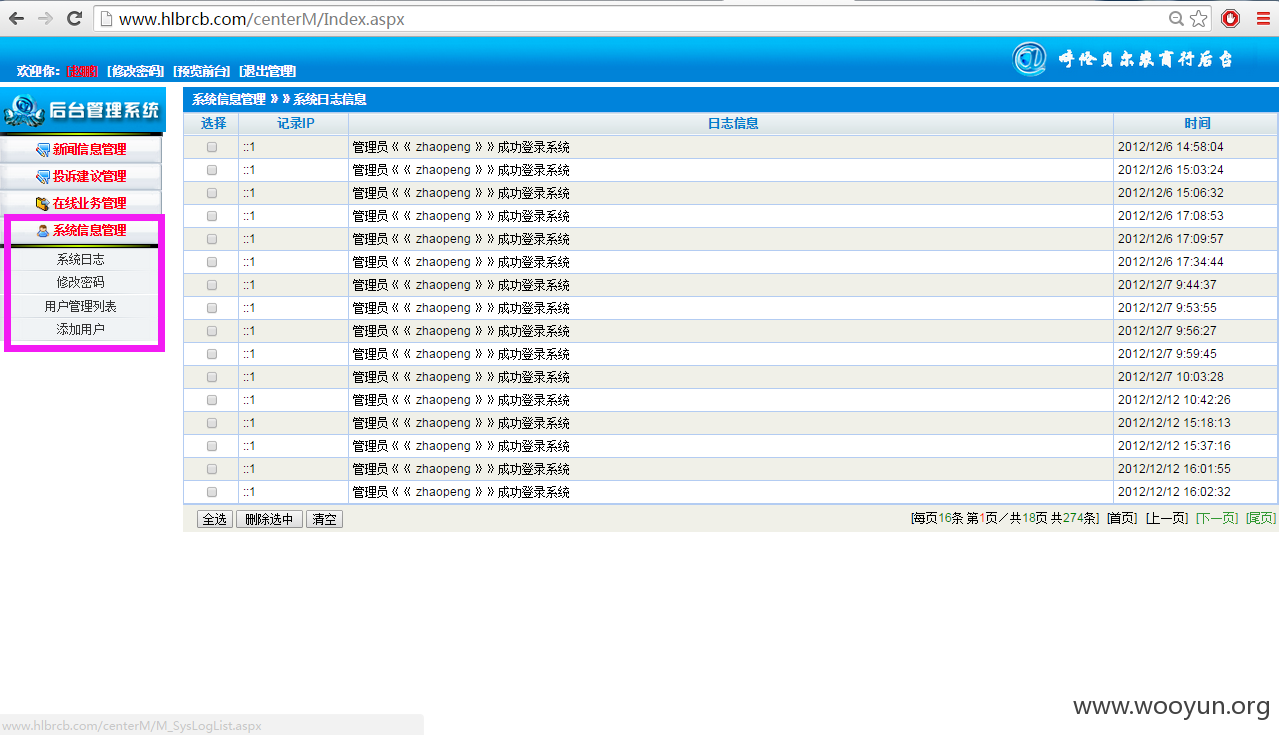 www.hlbrcb.com/centerM/Index.aspx
呼伦贝尔农商行后台
欢迎你: [赵鹏] [修改密码] [预览前台] [退出管理]
后台管理系统
新闻信息管理
投诉建议管理
在线业务管理
系统信息管理
系统日志
修改密码
用户管理列表
添加用户
系统信息管理 》》系统日志信息
选择 记录IP 日志信息 时间
::1 管理员《《 zhaopeng 》》成功登录系统 2012/12/6 14:58:04
::1 管理员《《 zhaopeng 》》成功登录系统 2012/12/6 15:03:24
::1 管理员《《 zhaopeng 》》成功登录系统 2012/12/6 15:06:32
::1 管理员《《 zhaopeng 》》成功登录系统 2012/12/6 17:08:53
::1 管理员《《 zhaopeng 》》成功登录系统 2012/12/6 17:09:57
::1 管理员《《 zhaopeng 》》成功登录系统 2012/12/6 17:34:44
::1 管理员《《 zhaopeng 》》成功登录系统 2012/12/7 9:44:37
::1 管理员《《 zhaopeng 》》成功登录系统 2012/12/7 9:53:55
::1 管理员《《 zhaopeng 》》成功登录系统 2012/12/7 9:56:27
::1 管理员《《 zhaopeng 》》成功登录系统 2012/12/7 9:59:45
::1 管理员《《 zhaopeng 》》成功登录系统 2012/12/7 10:03:28
::1 管理员《《 zhaopeng 》》成功登录系统 2012/12/12 10:42:26
::1 管理员《《 zhaopeng 》》成功登录系统 2012/12/12 15:18:13
::1 管理员《《 zhaopeng 》》成功登录系统 2012/12/12 15:37:16
::1 管理员《《 zhaopeng 》》成功登录系统 2012/12/12 16:01:55
::1 管理员《《 zhaopeng 》》成功登录系统 2012/12/12 16:02:32
全选 删除选中 清空 [每页16条 第1页／共18页 共274条] [首页] [上一页] [下一页] [尾页]
www.wooyun.org
www.hlbrcb.com/centerM/M_SysLogList.aspx